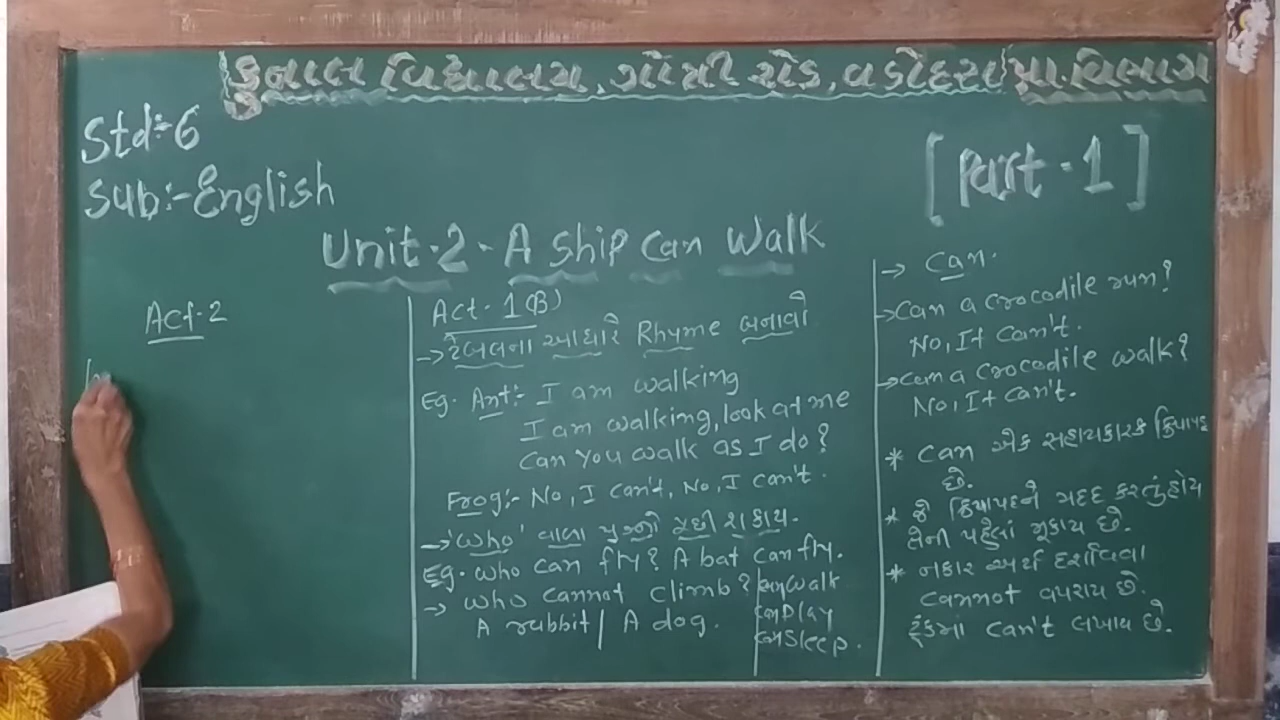 કુનાલ વિદ્યાલય, ગોત્રી રોડ, વડોદરા પ્રા. વિભાગ
Std:-6
Sub:-English
[Part-1]
Unit-2- A Ship Can Walk
Act-2
Act-1(B)
→ ટેબલના આધારે Rhyme બનાવો
Eg. Ant:- I am walking
I am walking, look at me
Can you walk as I do?
Frog:- No, I can't, No, I can't.
→ 'Who' વાળા પ્રશ્નો પૂછી શકાય.
Eg. Who can fly? A bat can fly.
→ Who cannot climb?
A rabbit / A dog.
can walk
can play
can sleep.
→ Can.
→ Can a crocodile run?
No, It can't.
→ Can a crocodile walk?
No, It can't.
* Can એક સહાયકારક ક્રિયાપદ
છે.
* જે ક્રિયાપદને મદદ કરતું હોય
તેની પહેલાં મૂકાય છે.
* નકાર અર્થ દર્શાવવા
cannot વપરાય છે.
ટૂંકમાં can't લખાય છે.